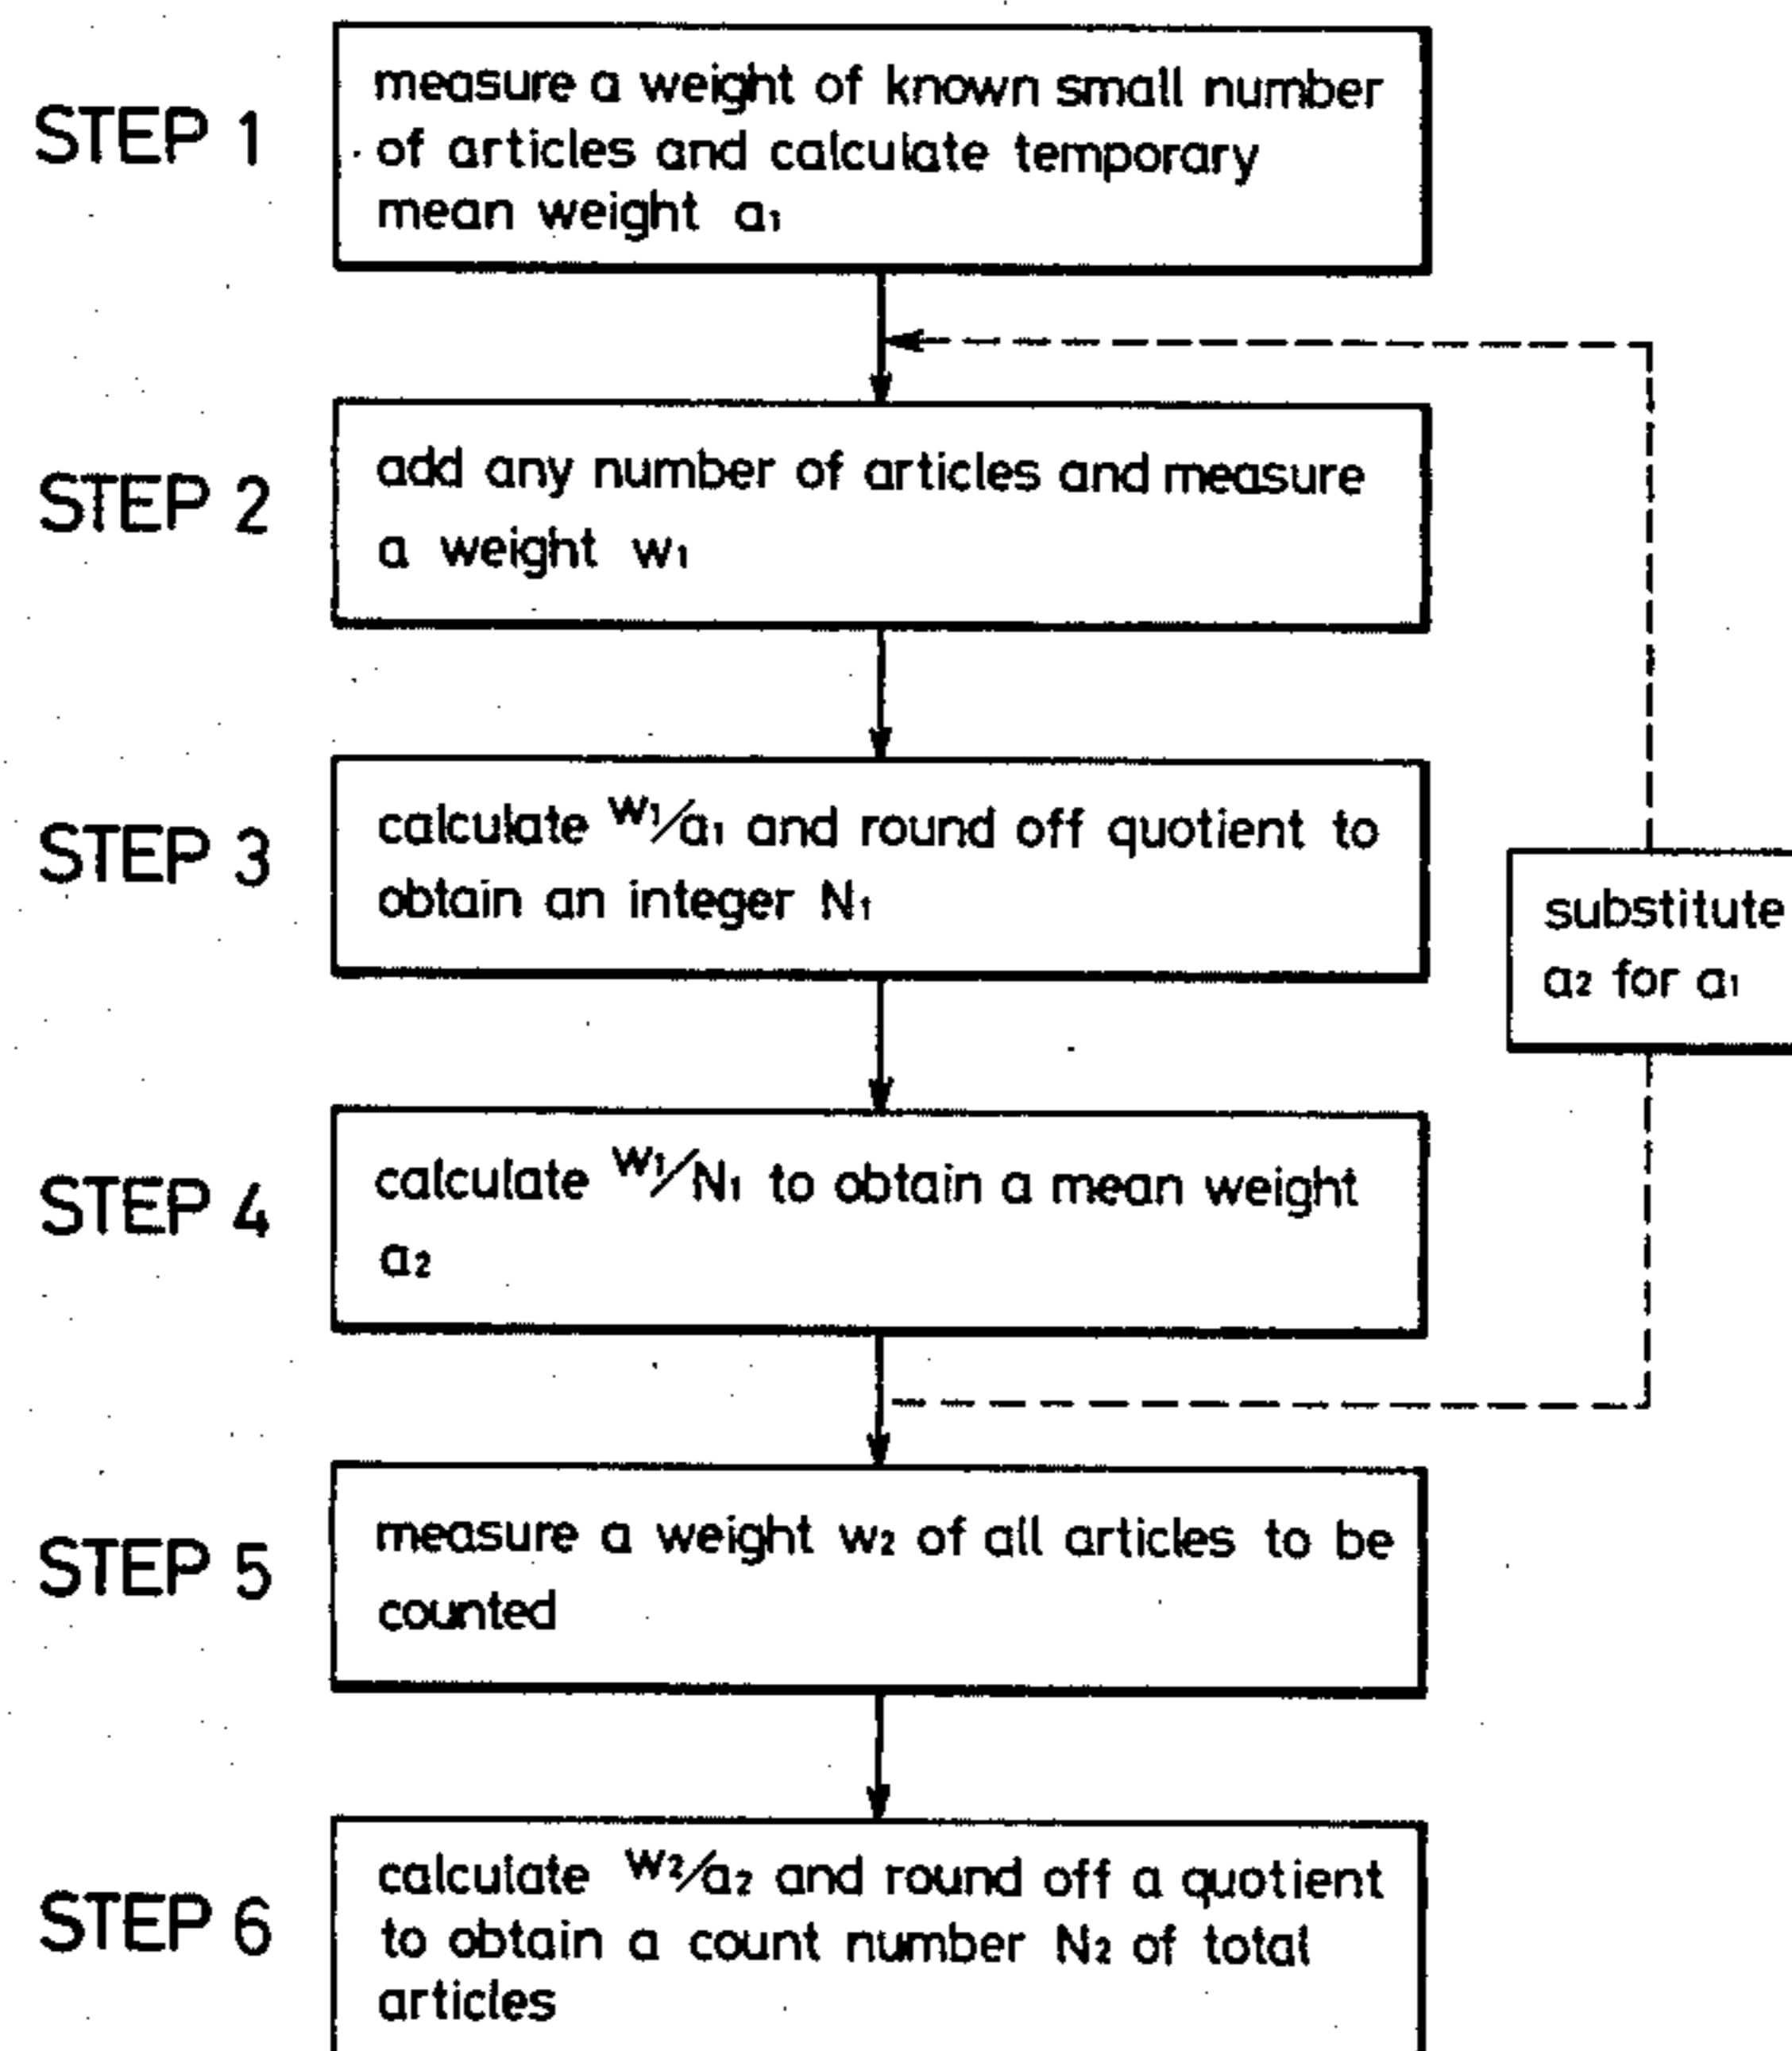 STEP 1
measure a weight of known small number
of articles and calculate temporary
mean weight a₁
STEP 2
add any number of articles and measure
a weight w₁
STEP 3
calculate w₁/a₁ and round off quotient to
obtain an integer N₁
substitute
a₂ for a₁
STEP 4
calculate w₁/N₁ to obtain a mean weight
a₂
STEP 5
measure a weight w₂ of all articles to be
counted
STEP 6
calculate w₂/a₂ and round off a quotient
to obtain a count number N₂ of total
articles